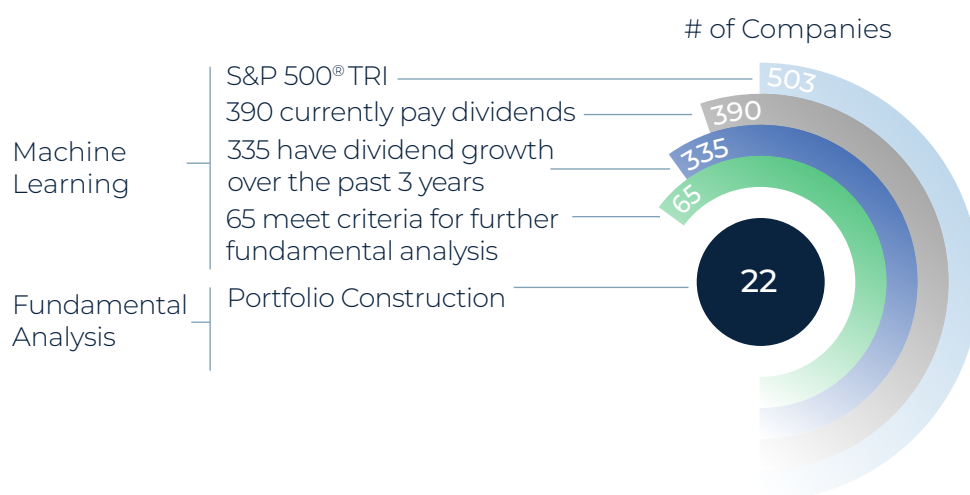 # of Companies
S&P 500® TRI
503
390 currently pay dividends
390
Machine
Learning
335 have dividend growth
over the past 3 years
335
65 meet criteria for further
fundamental analysis
65
Fundamental
Analysis
Portfolio Construction
22